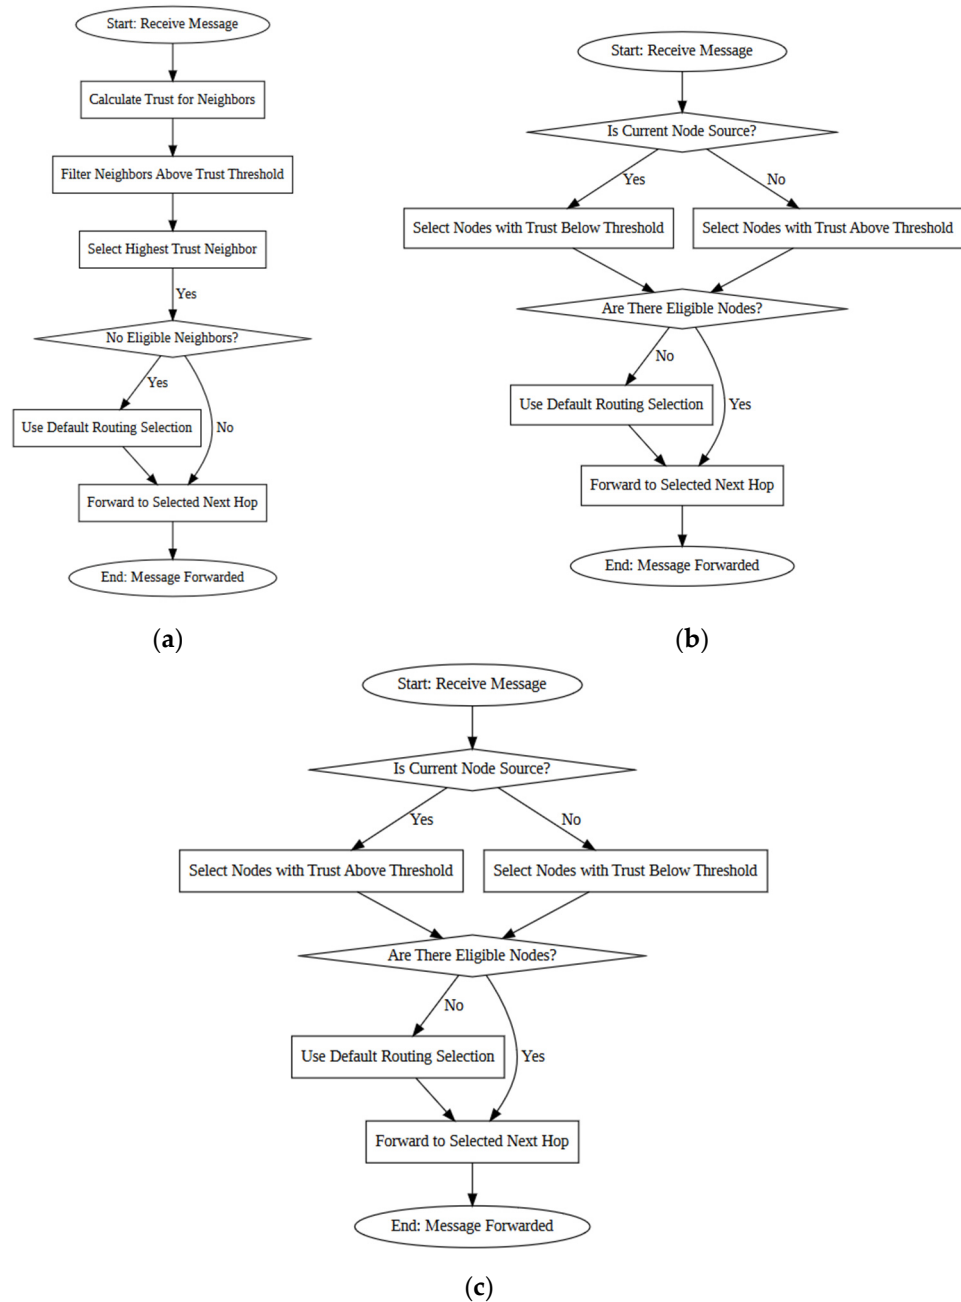 Start: Receive Message
Calculate Trust for Neighbors
Filter Neighbors Above Trust Threshold
Select Highest Trust Neighbor
Yes
No Eligible Neighbors?
Yes
Use Default Routing Selection
No
Forward to Selected Next Hop
End: Message Forwarded
(a)
Start: Receive Message
Is Current Node Source?
Yes
No
Select Nodes with Trust Below Threshold
Select Nodes with Trust Above Threshold
Are There Eligible Nodes?
No
Use Default Routing Selection
Yes
Forward to Selected Next Hop
End: Message Forwarded
(b)
Start: Receive Message
Is Current Node Source?
Yes
No
Select Nodes with Trust Above Threshold
Select Nodes with Trust Below Threshold
Are There Eligible Nodes?
No
Use Default Routing Selection
Yes
Forward to Selected Next Hop
End: Message Forwarded
(c)